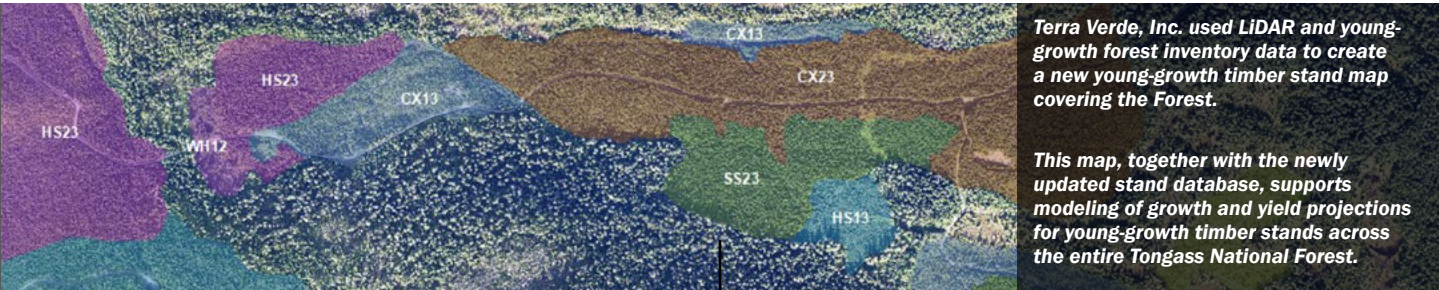 CX13
HS23
CX23
CX13
HS23
WH12
SS23
HS13
Terra Verde, Inc. used LiDAR and young-
growth forest inventory data to create
a new young-growth timber stand map
covering the Forest.
This map, together with the newly
updated stand database, supports
modeling of growth and yield projections
for young-growth timber stands across
the entire Tongass National Forest.